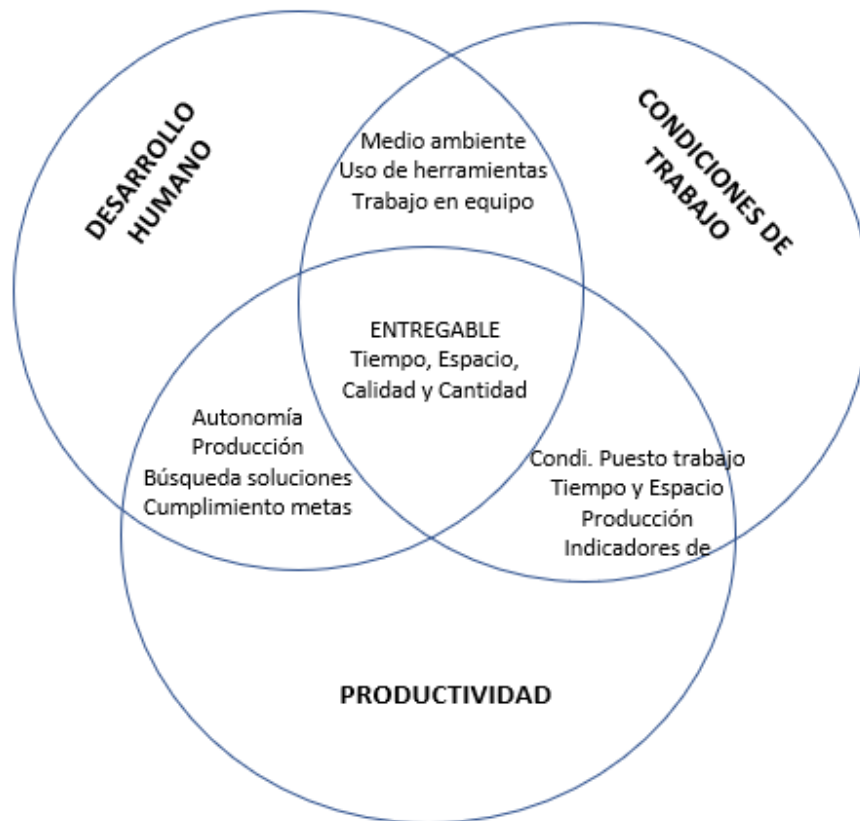 DESARROLLO
HUMANO
CONDICIONES DE
TRABAJO
Medio ambiente
Uso de herramientas
Trabajo en equipo
ENTREGABLE
Tiempo, Espacio,
Calidad y Cantidad
Autonomía
Producción
Búsqueda soluciones
Cumplimiento metas
Condi. Puesto trabajo
Tiempo y Espacio
Producción
Indicadores de
PRODUCTIVIDAD